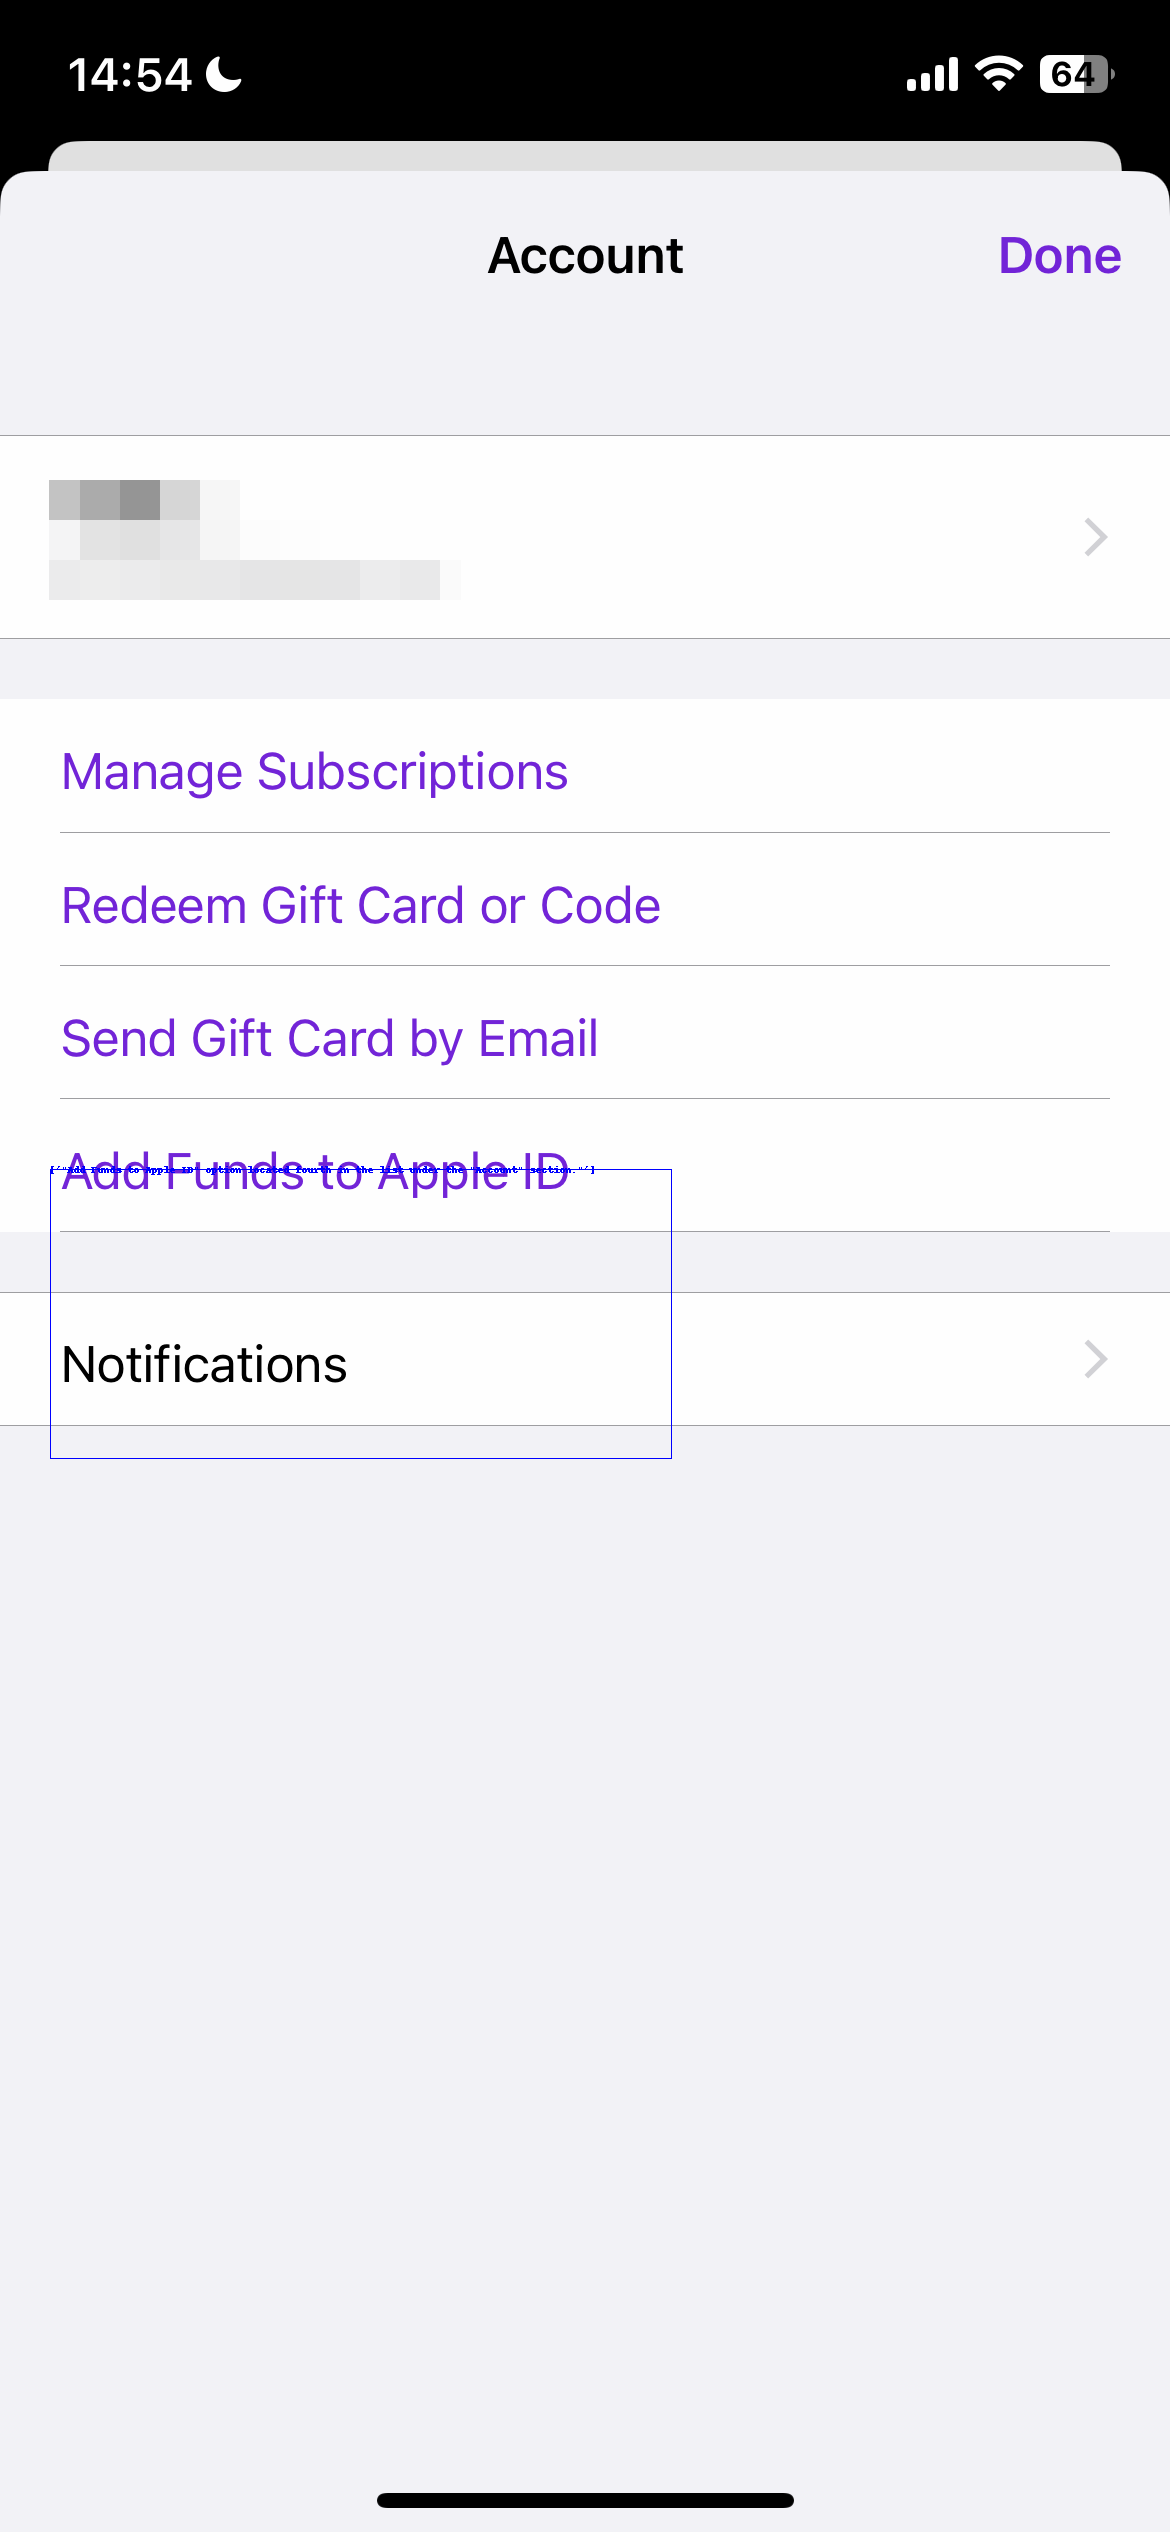 14:54
64
Account
Done
Manage Subscriptions
Redeem Gift Card or Code
Send Gift Card by Email
Add Funds to Apple ID
['"Add Funds to Apple ID" option located fourth in the list under the "Account" section."']
Notifications